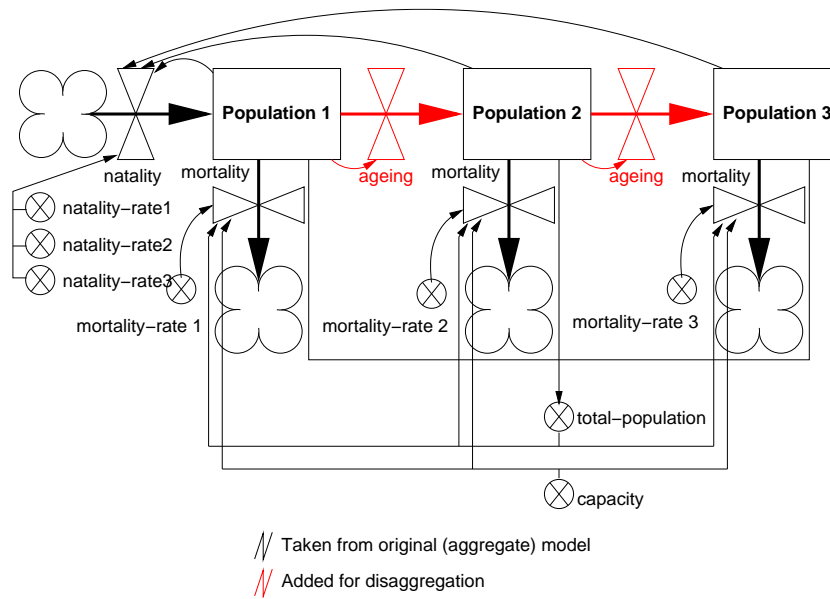 Population 1
Population 2
Population 3
natality
mortality
ageing
mortality
ageing
mortality
natality−rate1
natality−rate2
natality−rate3
mortality−rate 1
mortality−rate 2
mortality−rate 3
total−population
capacity
Taken from original (aggregate) model
Added for disaggregation